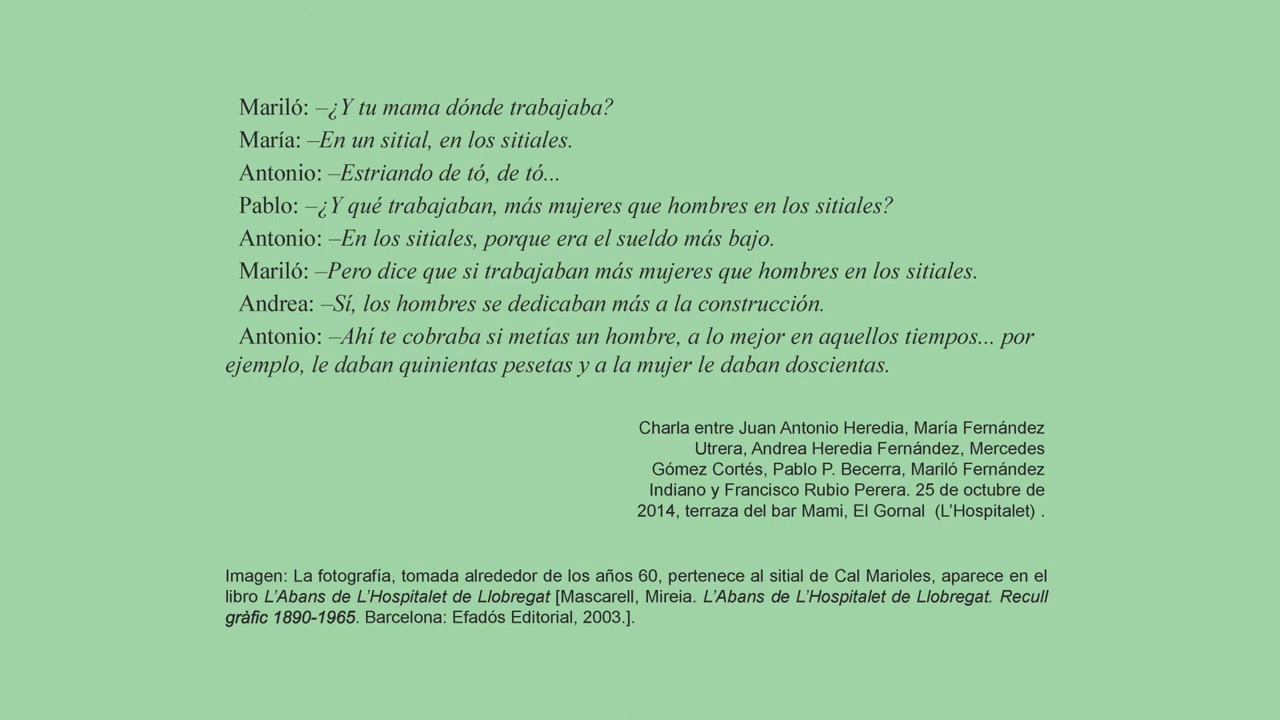 Mariló: –¿Y tu mama dónde trabajaba?
María: –En un sitial, en los sitiales.
Antonio: –Estriando de tó, de tó...
Pablo: –¿Y qué trabajaban, más mujeres que hombres en los sitiales?
Antonio: –En los sitiales, porque era el sueldo más bajo.
Mariló: –Pero dice que si trabajaban más mujeres que hombres en los sitiales.
Andrea: –Sí, los hombres se dedicaban más a la construcción.
Antonio: –Ahí te cobraba si metías un hombre, a lo mejor en aquellos tiempos... por
ejemplo, le daban quinientas pesetas y a la mujer le daban doscientas.
Charla entre Juan Antonio Heredia, María Fernández
Utrera, Andrea Heredia Fernández, Mercedes
Gómez Cortés, Pablo P. Becerra, Mariló Fernández
Indiano y Francisco Rubio Perera. 25 de octubre de
2014, terraza del bar Mami, El Gornal (L’Hospitalet) .
Imagen: La fotografía, tomada alrededor de los años 60, pertenece al sitial de Cal Marioles, aparece en el
libro L’Abans de L’Hospitalet de Llobregat [Mascarell, Mireia. L’Abans de L’Hospitalet de Llobregat. Recull
gràfic 1890-1965. Barcelona: Efadós Editorial, 2003.].